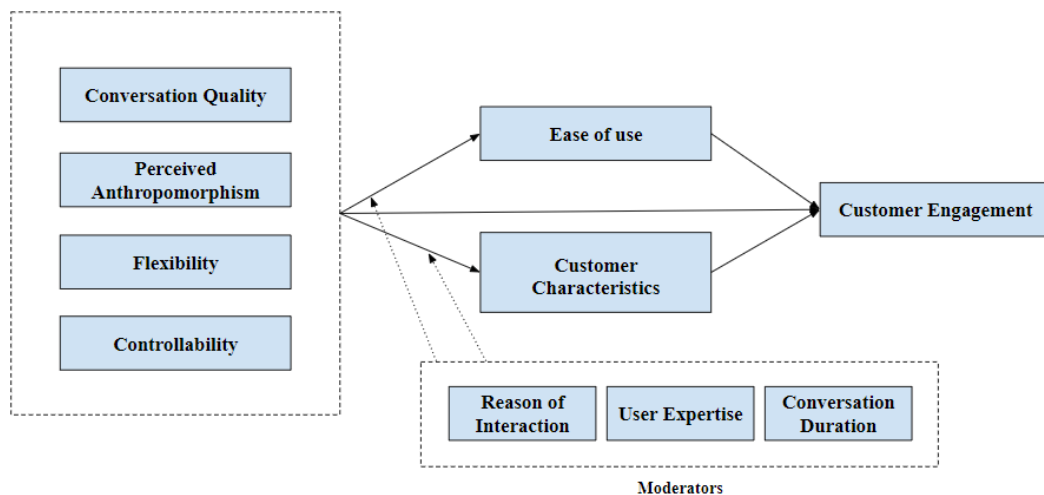 Conversation Quality
Perceived
Anthropomorphism
Flexibility
Controllability
Ease of use
Customer
Characteristics
Customer Engagement
Reason of
Interaction
User Expertise
Conversation
Duration
Moderators